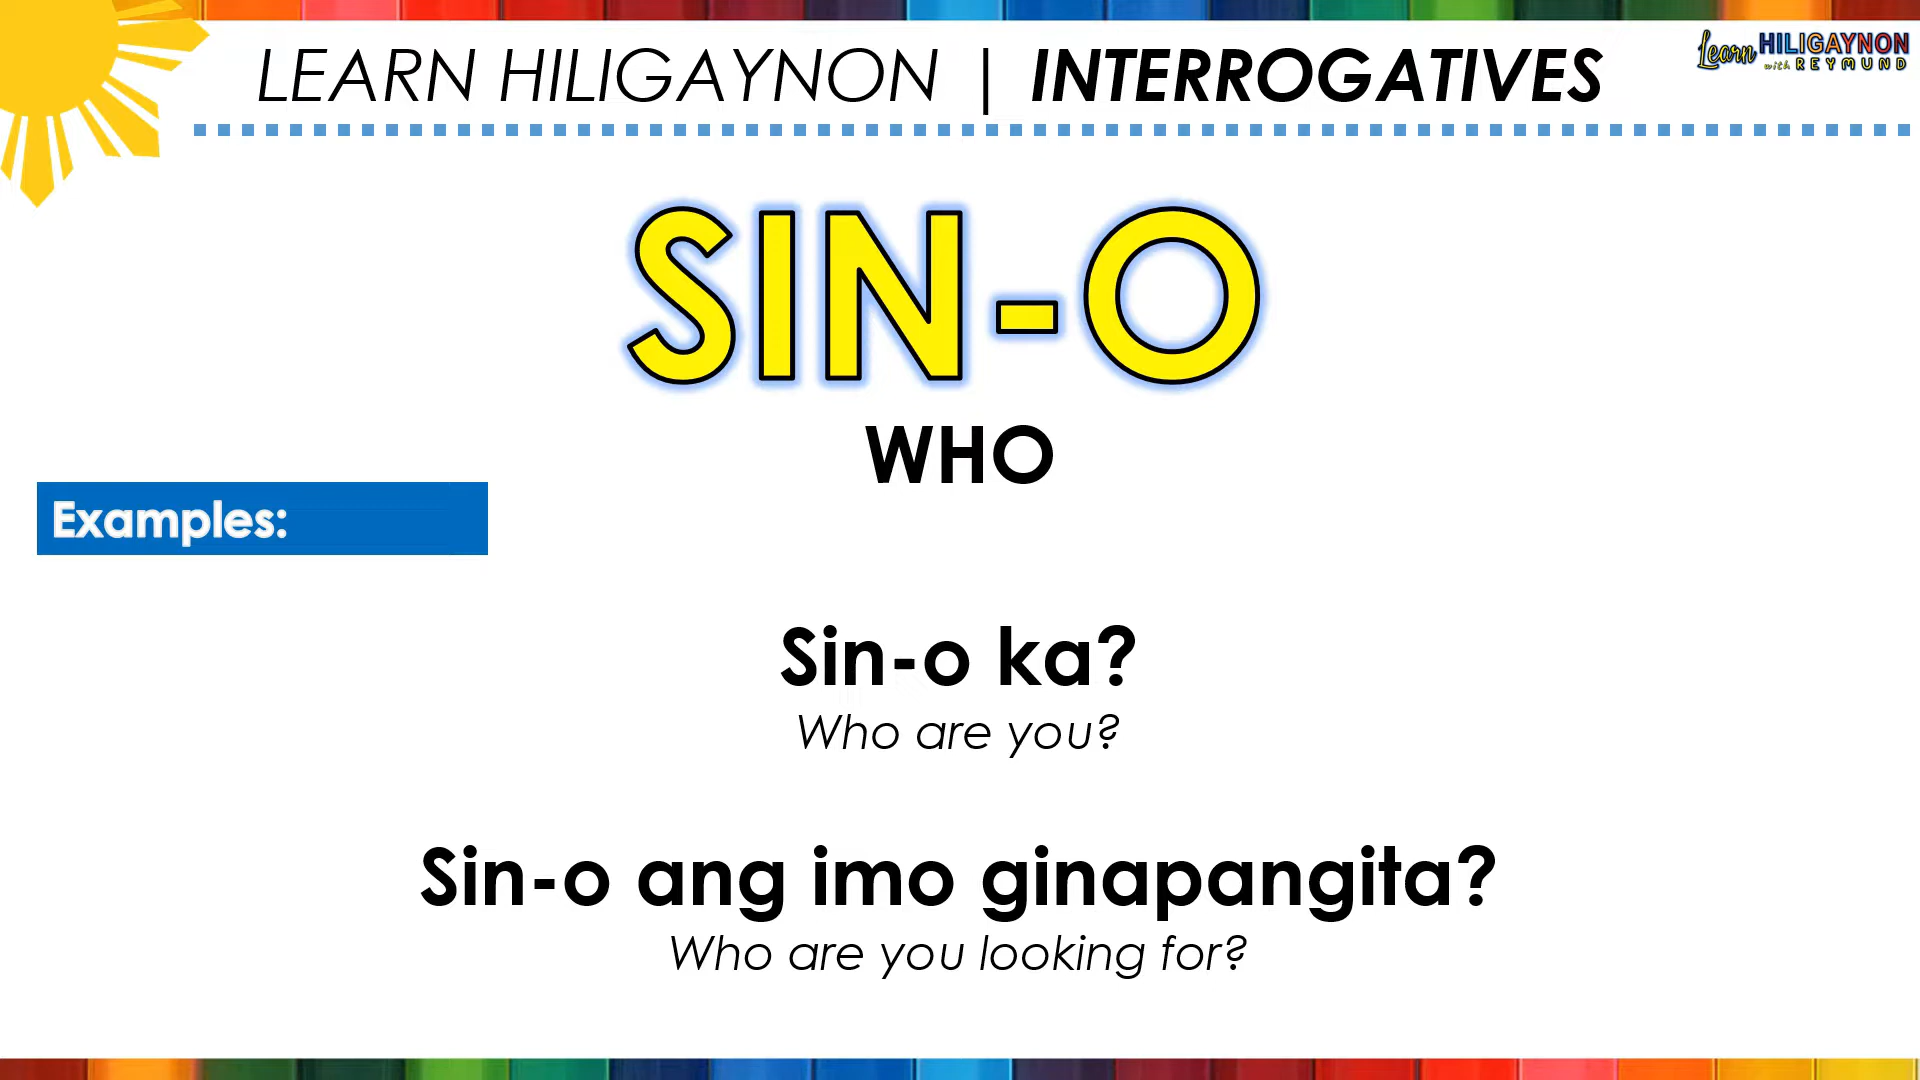 LEARN HILIGAYNON | INTERROGATIVES
Learn HILIGAYNON
with REYMUND
SIN-O
WHO
Examples:
Sin-o ka?
Who are you?
Sin-o ang imo ginapangita?
Who are you looking for?